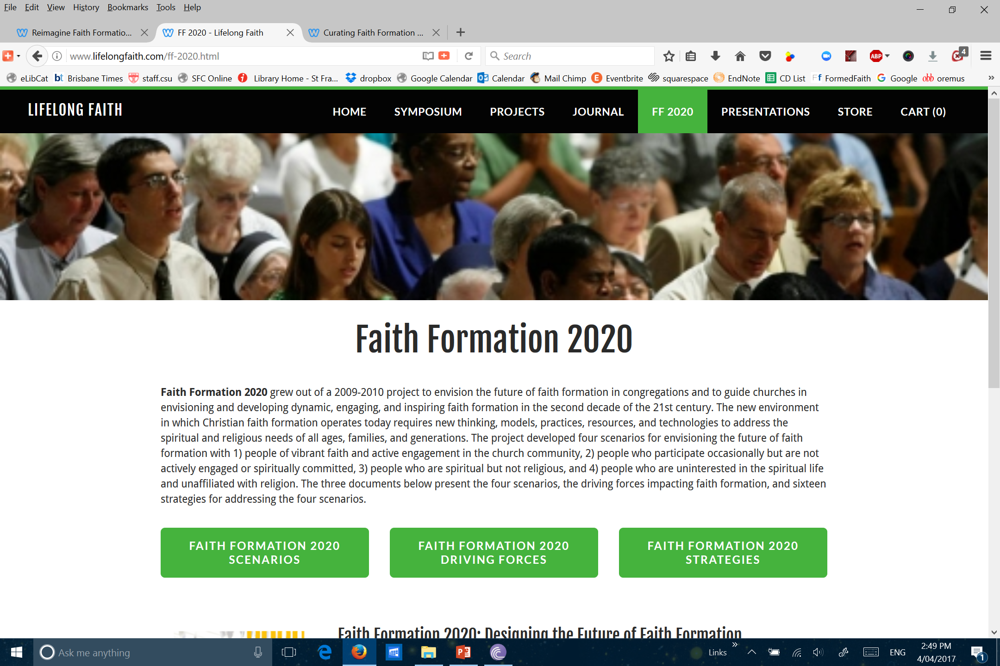 File Edit View History Bookmarks Tools Help
Reimagine Faith Formatio... FF 2020 - Lifelong Faith Curating Faith Formation ...
www.lifelongfaith.com/ff-2020.html Search ABP 4
eLibCat bt Brisbane Times staff.csu SFC Online Library Home - St Fra... dropbox Google Calendar Calendar Mail Chimp Eventbrite squarespace EndNote CD List Ff FormedFaith Google obb oremus
LIFELONG FAITH HOME SYMPOSIUM PROJECTS JOURNAL FF 2020 PRESENTATIONS STORE CART (0)
Faith Formation 2020
Faith Formation 2020 grew out of a 2009-2010 project to envision the future of faith formation in congregations and to guide churches in
envisioning and developing dynamic, engaging, and inspiring faith formation in the second decade of the 21st century. The new environment
in which Christian faith formation operates today requires new thinking, models, practices, resources, and technologies to address the
spiritual and religious needs of all ages, families, and generations. The project developed four scenarios for envisioning the future of faith
formation with 1) people of vibrant faith and active engagement in the church community, 2) people who participate occasionally but are not
actively engaged or spiritually committed, 3) people who are spiritual but not religious, and 4) people who are uninterested in the spiritual life
and unaffiliated with religion. The three documents below present the four scenarios, the driving forces impacting faith formation, and sixteen
strategies for addressing the four scenarios.
FAITH FORMATION 2020
SCENARIOS
FAITH FORMATION 2020
DRIVING FORCES
FAITH FORMATION 2020
STRATEGIES
Faith Formation 2020: Designing the Future of Faith Formation
Ask me anything Links ENG 2:49 PM
4/04/2017 1